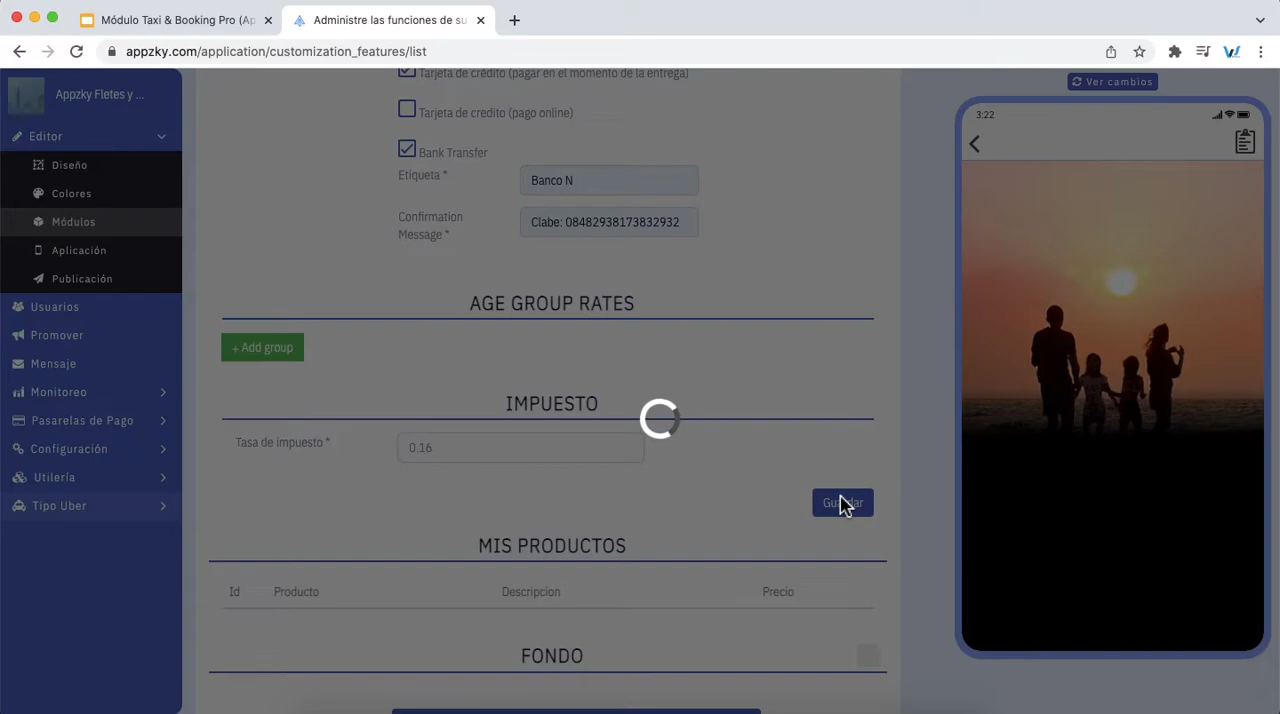 Módulo Taxi & Booking Pro (Ap
Administre las funciones de su
appzky.com/application/customization_features/list
Appzky Fletes y ...
Editor
Diseño
Colores
Módulos
Aplicación
Publicación
Usuarios
Promover
Mensaje
Monitoreo
Pasarelas de Pago
Configuración
Utilería
Tipo Uber
Tarjeta de crédito (pagar en el momento de la entrega)
Tarjeta de credito (pago online)
Bank Transfer
Etiqueta *
Banco N
Confirmation
Message *
Clabe: 08482938173832932
AGE GROUP RATES
+ Add group
IMPUESTO
Tasa de impuesto *
0.16
Guardar
MIS PRODUCTOS
Id Producto Descripcion Precio
FONDO
Ver cambios
3:22